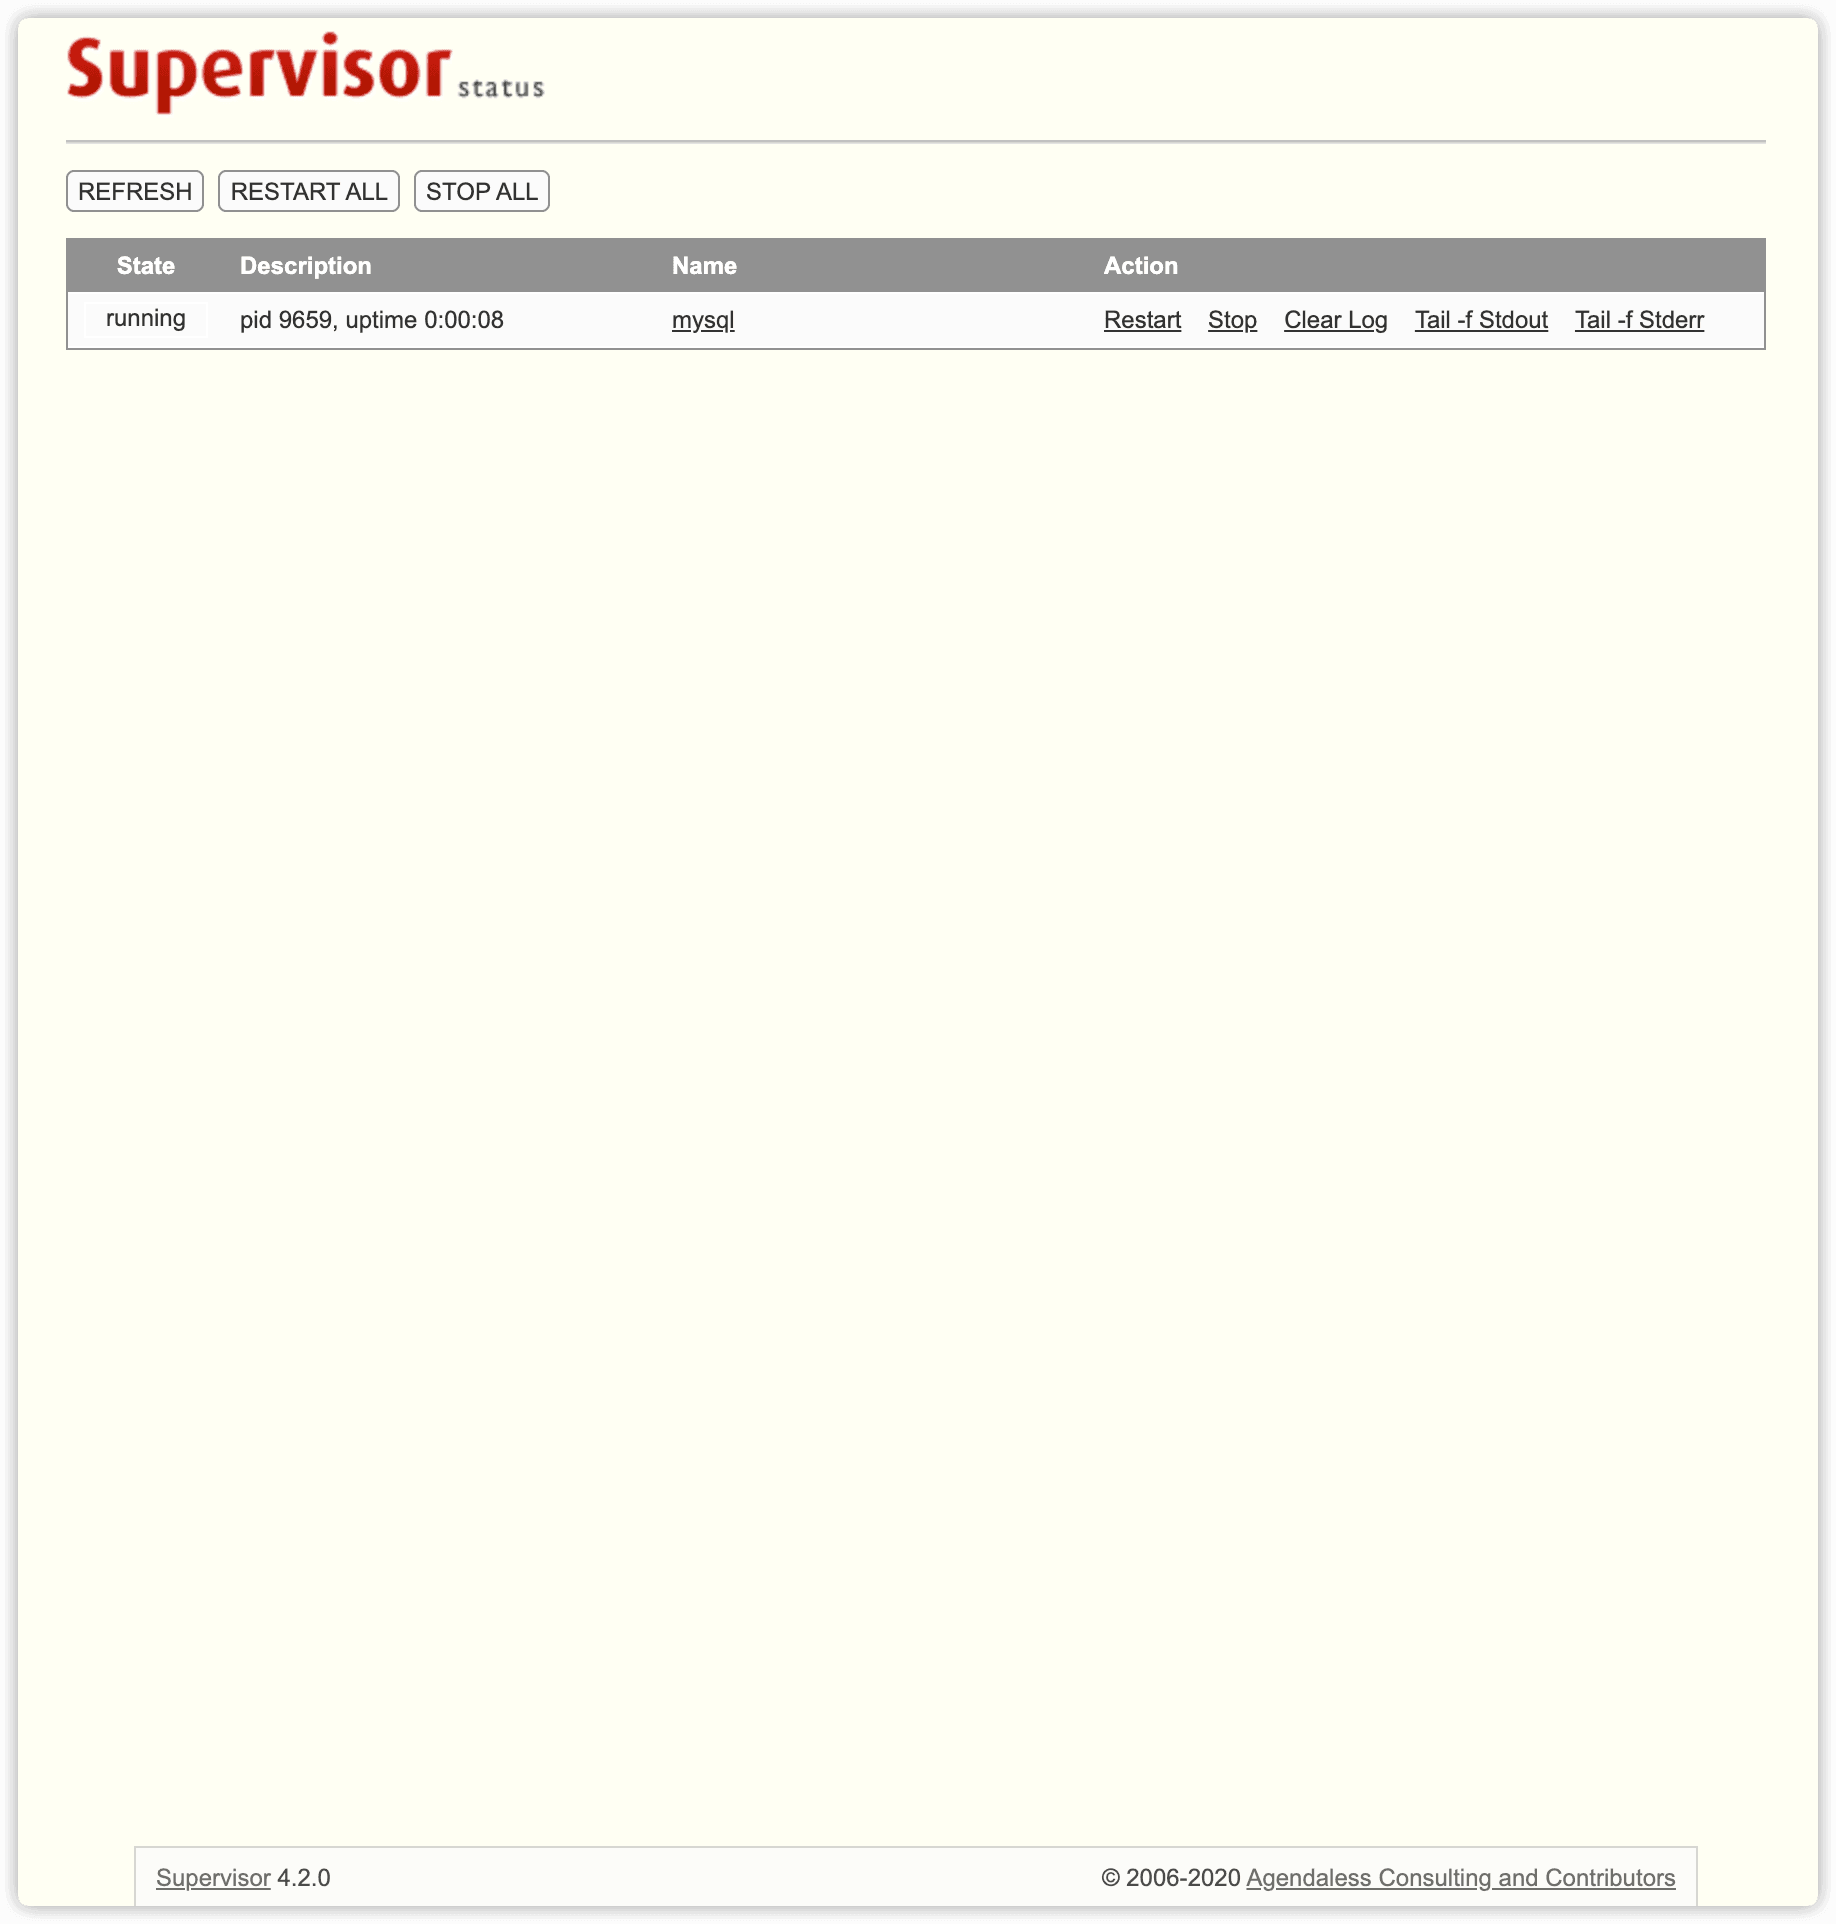 Supervisor status
REFRESH RESTART ALL STOP ALL
State Description Name Action
running pid 9659, uptime 0:00:08 mysql Restart Stop Clear Log Tail -f Stdout Tail -f Stderr
Supervisor 4.2.0 © 2006-2020 Agendaless Consulting and Contributors